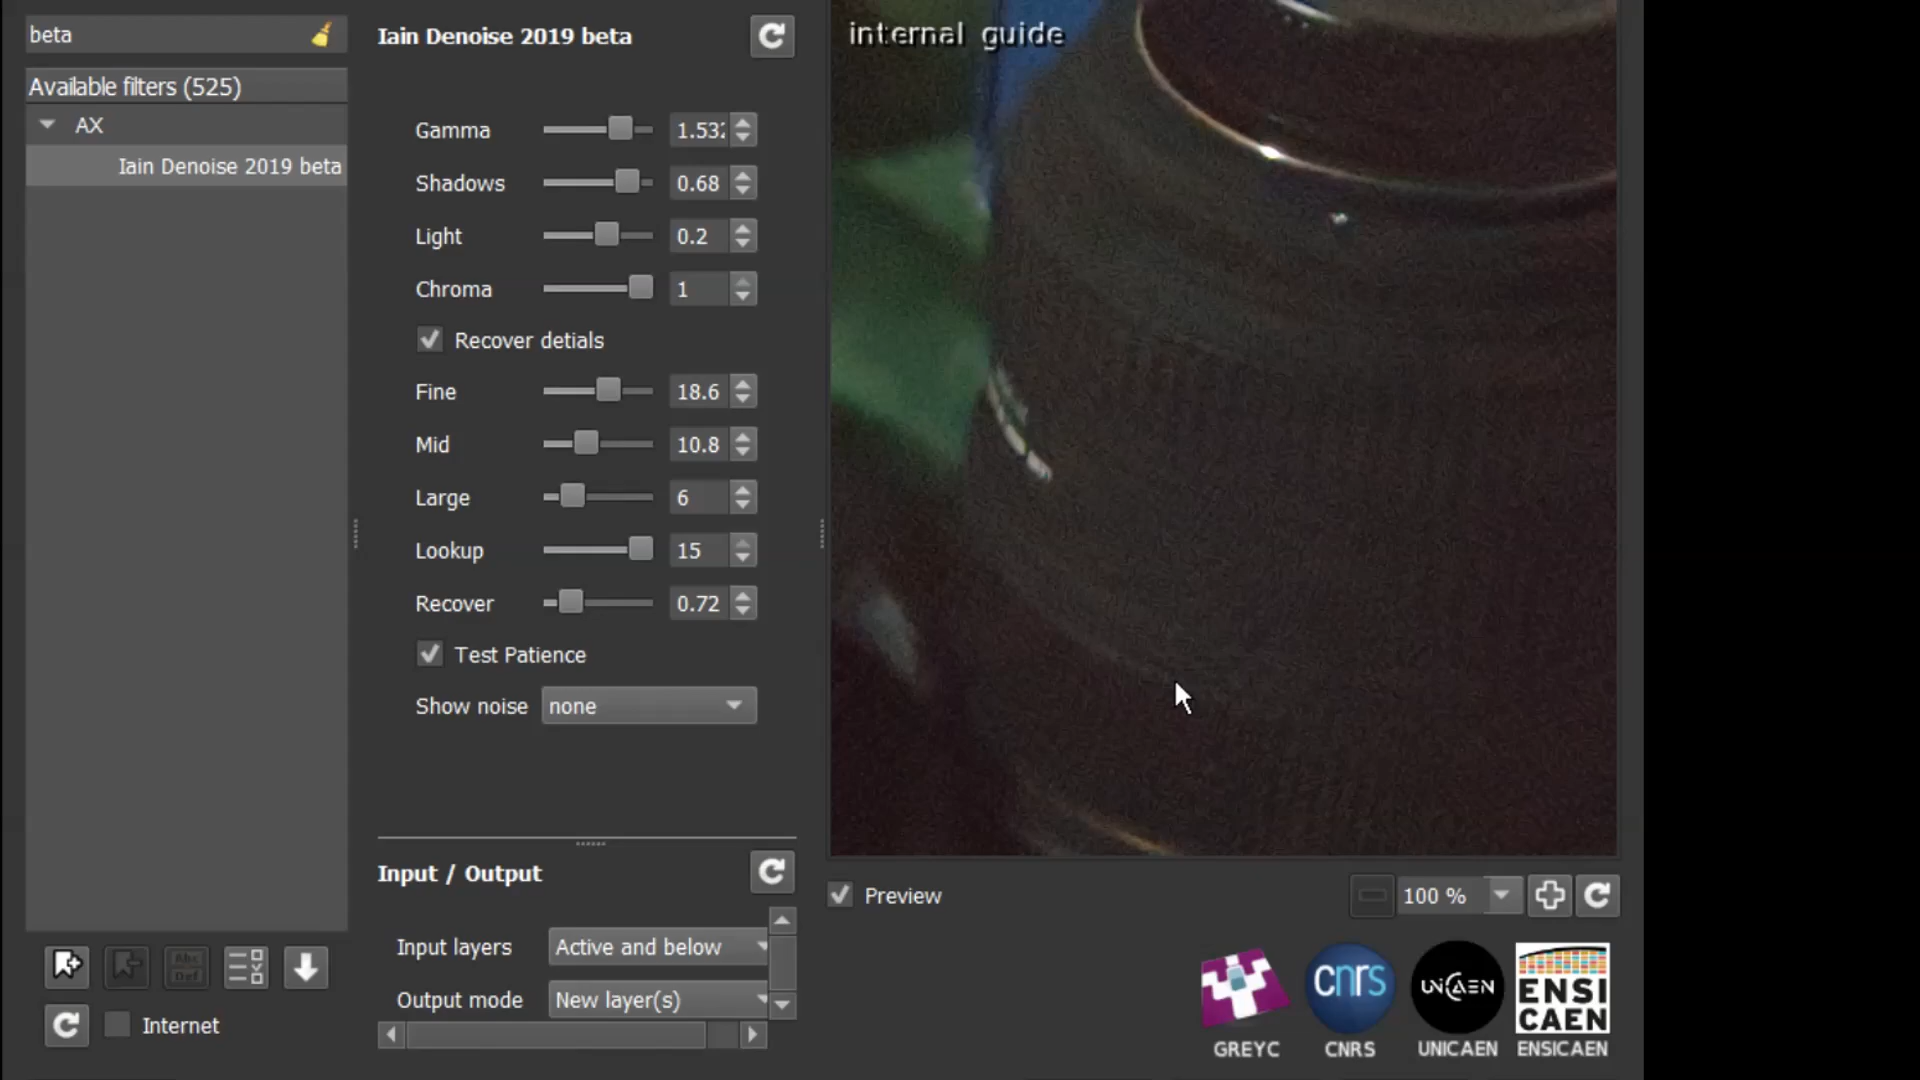 beta
Available filters (525)
AX
Iain Denoise 2019 beta
Internet
Iain Denoise 2019 beta
Gamma 1.532
Shadows 0.68
Light 0.2
Chroma 1
Recover detials
Fine 18.6
Mid 10.8
Large 6
Lookup 15
Recover 0.72
Test Patience
Show noise none
Input / Output
Input layers Active and below
Output mode New layer(s)
internal guide
Preview
100 %
cnrs
UNICAEN
ENSI
CAEN
GREYC CNRS UNICAEN ENSICAEN